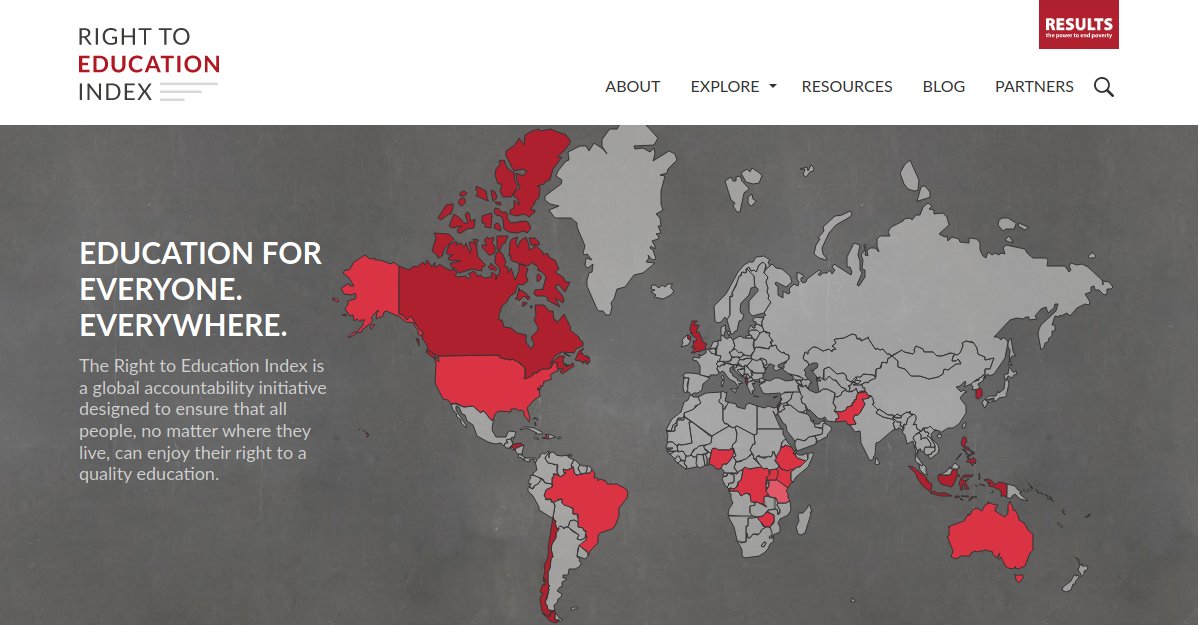 RIGHT TO
EDUCATION
INDEX
RESULTS
the power to end poverty
ABOUT
EXPLORE
RESOURCES
BLOG
PARTNERS
EDUCATION FOR
EVERYONE.
EVERYWHERE.
The Right to Education Index is
a global accountability initiative
designed to ensure that all
people, no matter where they
live, can enjoy their right to a
quality education.